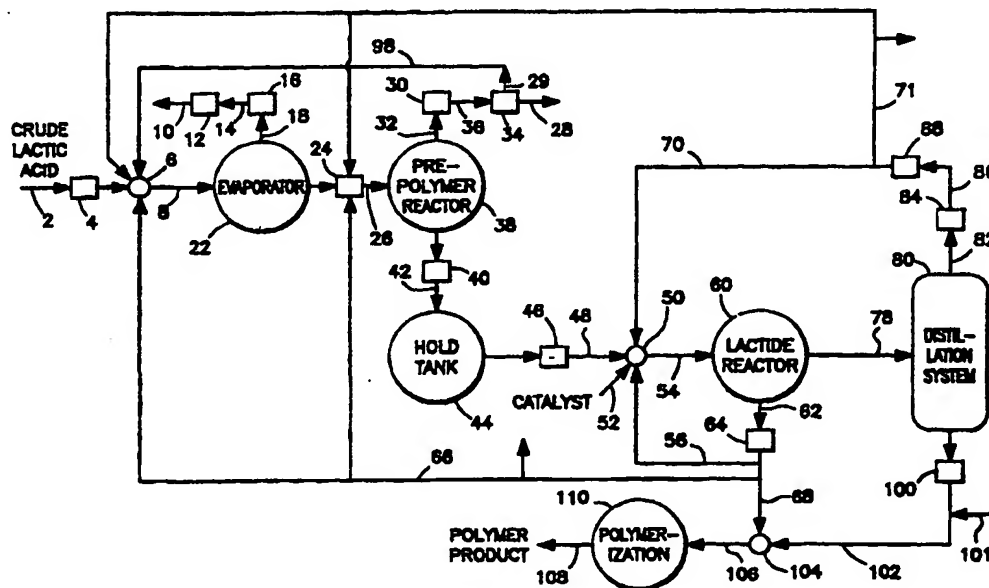 98
71
16
30
29
10
12
14
18
36
34
28
32
70
88
86
CRUDE
LACTIC
ACID
6
24
84
82
EVAPORATOR
PRE-
POLYMER
REACTOR
80
2
4
8
22
26
38
42
40
60
46
48
50
78
HOLD
TANK
LACTIDE
REACTOR
DISTIL-
LATION
SYSTEM
CATALYST
52
54
62
44
64
56
66
68
100
110
POLYMER
PRODUCT
POLYMER-
IZATION
101
108
106
104
102